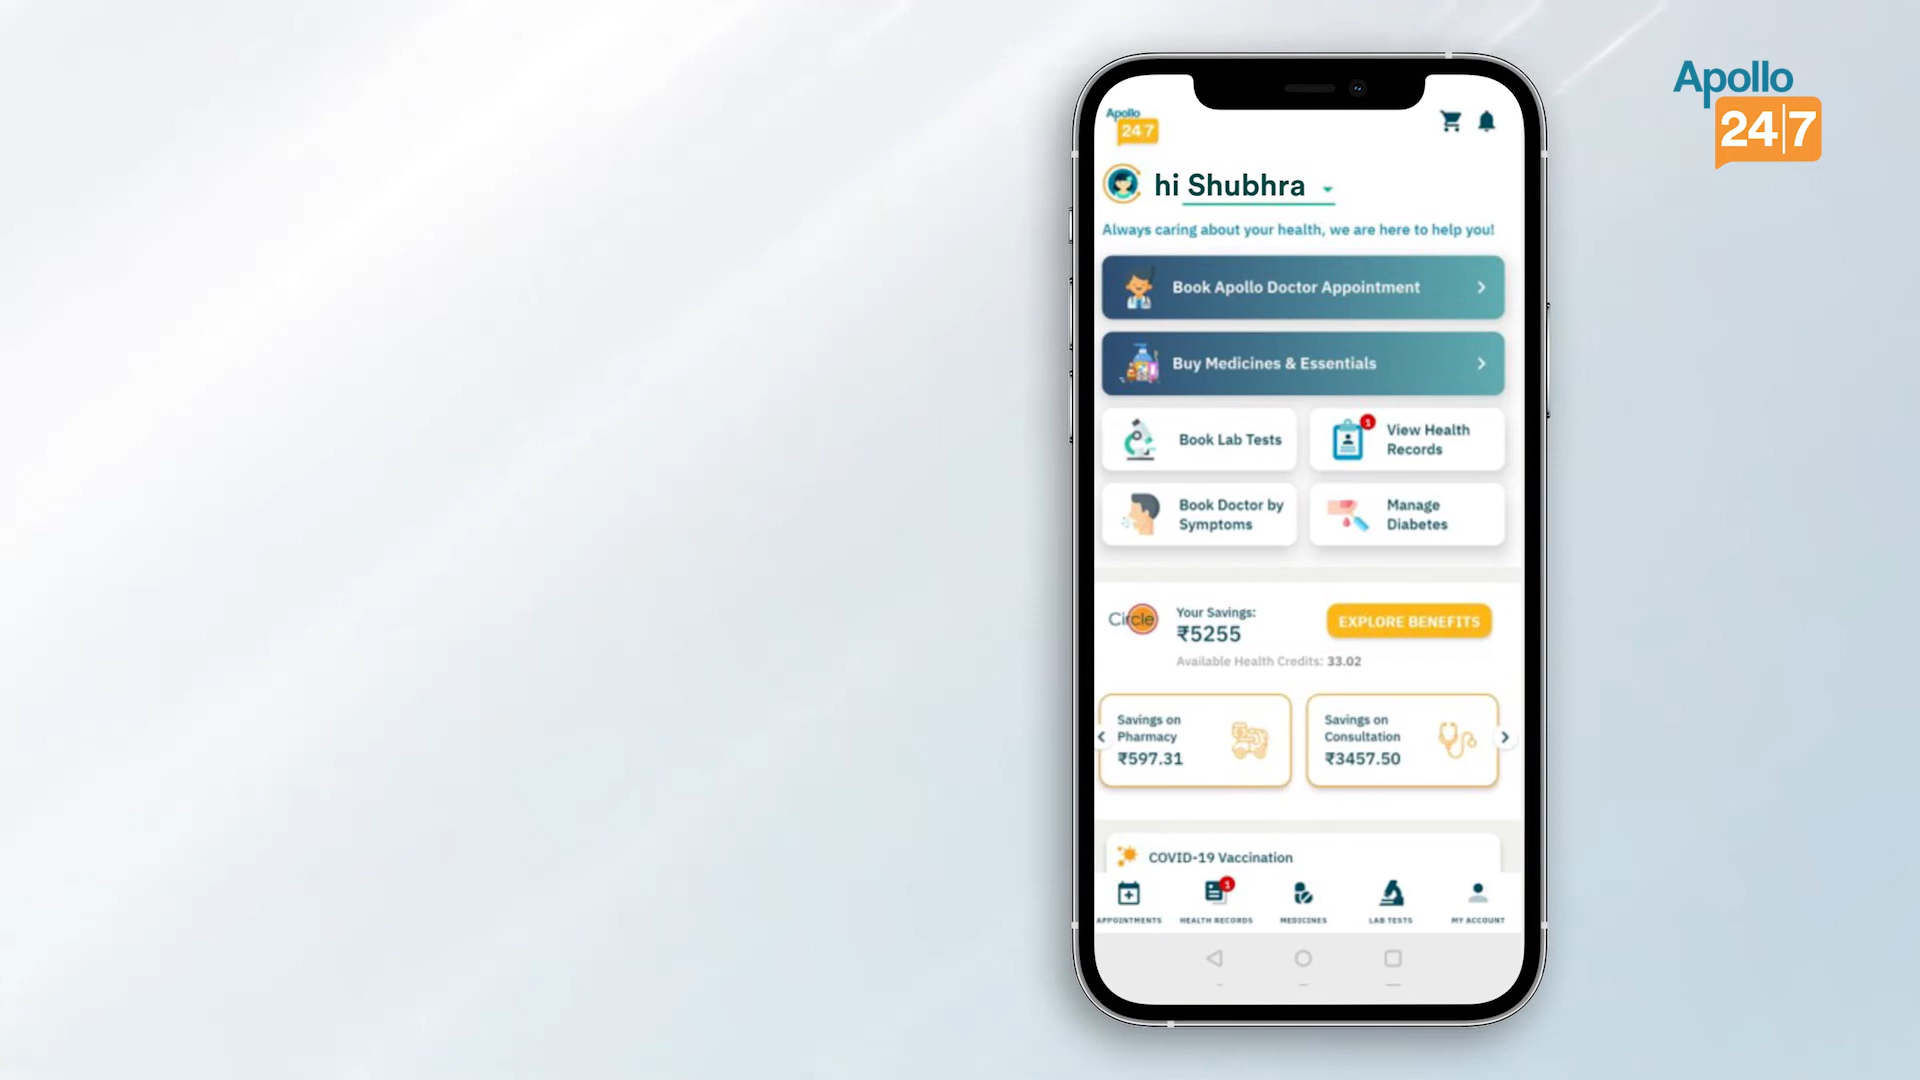 Apollo
24|7
Apollo
24|7
hi Shubhra
Always caring about your health, we are here to help you!
Book Apollo Doctor Appointment
Buy Medicines & Essentials
Book Lab Tests
1
View Health
Records
Book Doctor by
Symptoms
Manage
Diabetes
Circle
Your Savings:
₹5255
EXPLORE BENEFITS
Available Health Credits: 33.02
Savings on
Pharmacy
₹597.31
Savings on
Consultation
₹3457.50
COVID-19 Vaccination
1
APPOINTMENTS
HEALTH RECORDS
MEDICINES
LAB TESTS
MY ACCOUNT